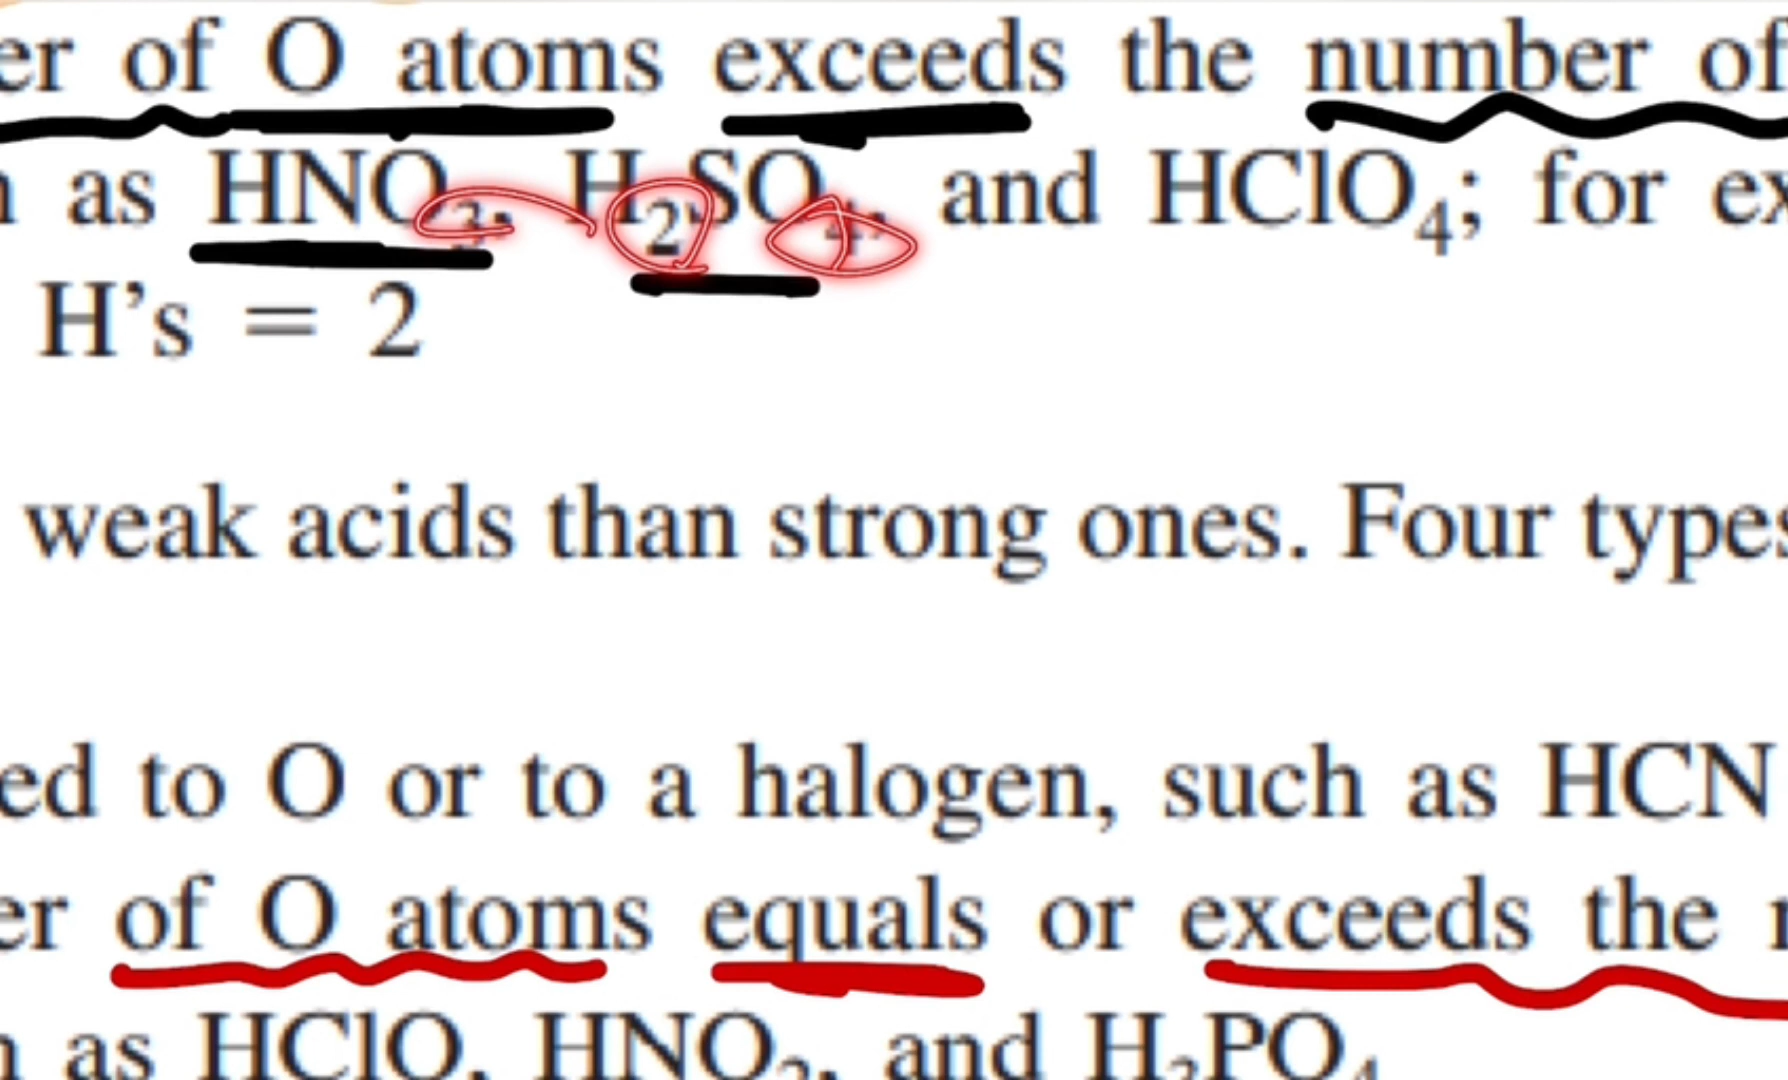 er of O atoms exceeds the number of
as HNO₃, H₂SO₄, and HClO₄; for ex
H's = 2
weak acids than strong ones. Four types
ed to O or to a halogen, such as HCN
er of O atoms equals or exceeds the
as HClO, HNO₂, and H₃PO₄